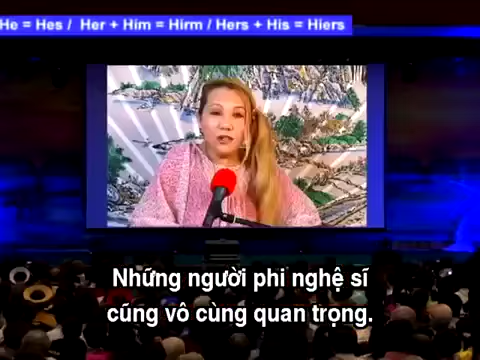 He = Hes / Her + Him = Hirm / Hers + His = Hiers
Những người phi nghệ sĩ
cũng vô cùng quan trọng.